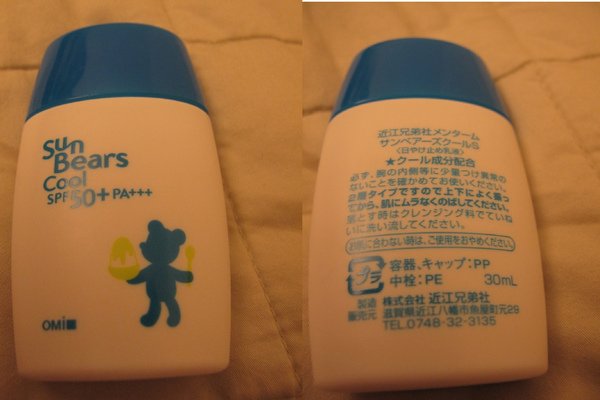 Sun
Bears
Cool
SPF50+ PA+++
OMI
近江兄弟社メンターム
サンベアーズクールS
〈日やけ止め乳液〉
★クール成分配合
必ず、腕の内側等に少量つけ異常の
ないことを確かめてお使いください。
2層タイプですので上下によく振っ
てから、肌にムラなくのばしてください。
落とす時はクレンジング料でていね
いに洗い流してください。
お肌に合わない時は、ご使用をおやめください。
プラ
容器、キャップ:PP
中栓:PE 30mL
製造
販売元
株式会社 近江兄弟社
滋賀県近江八幡市魚屋町元29
TEL.0748-32-3135